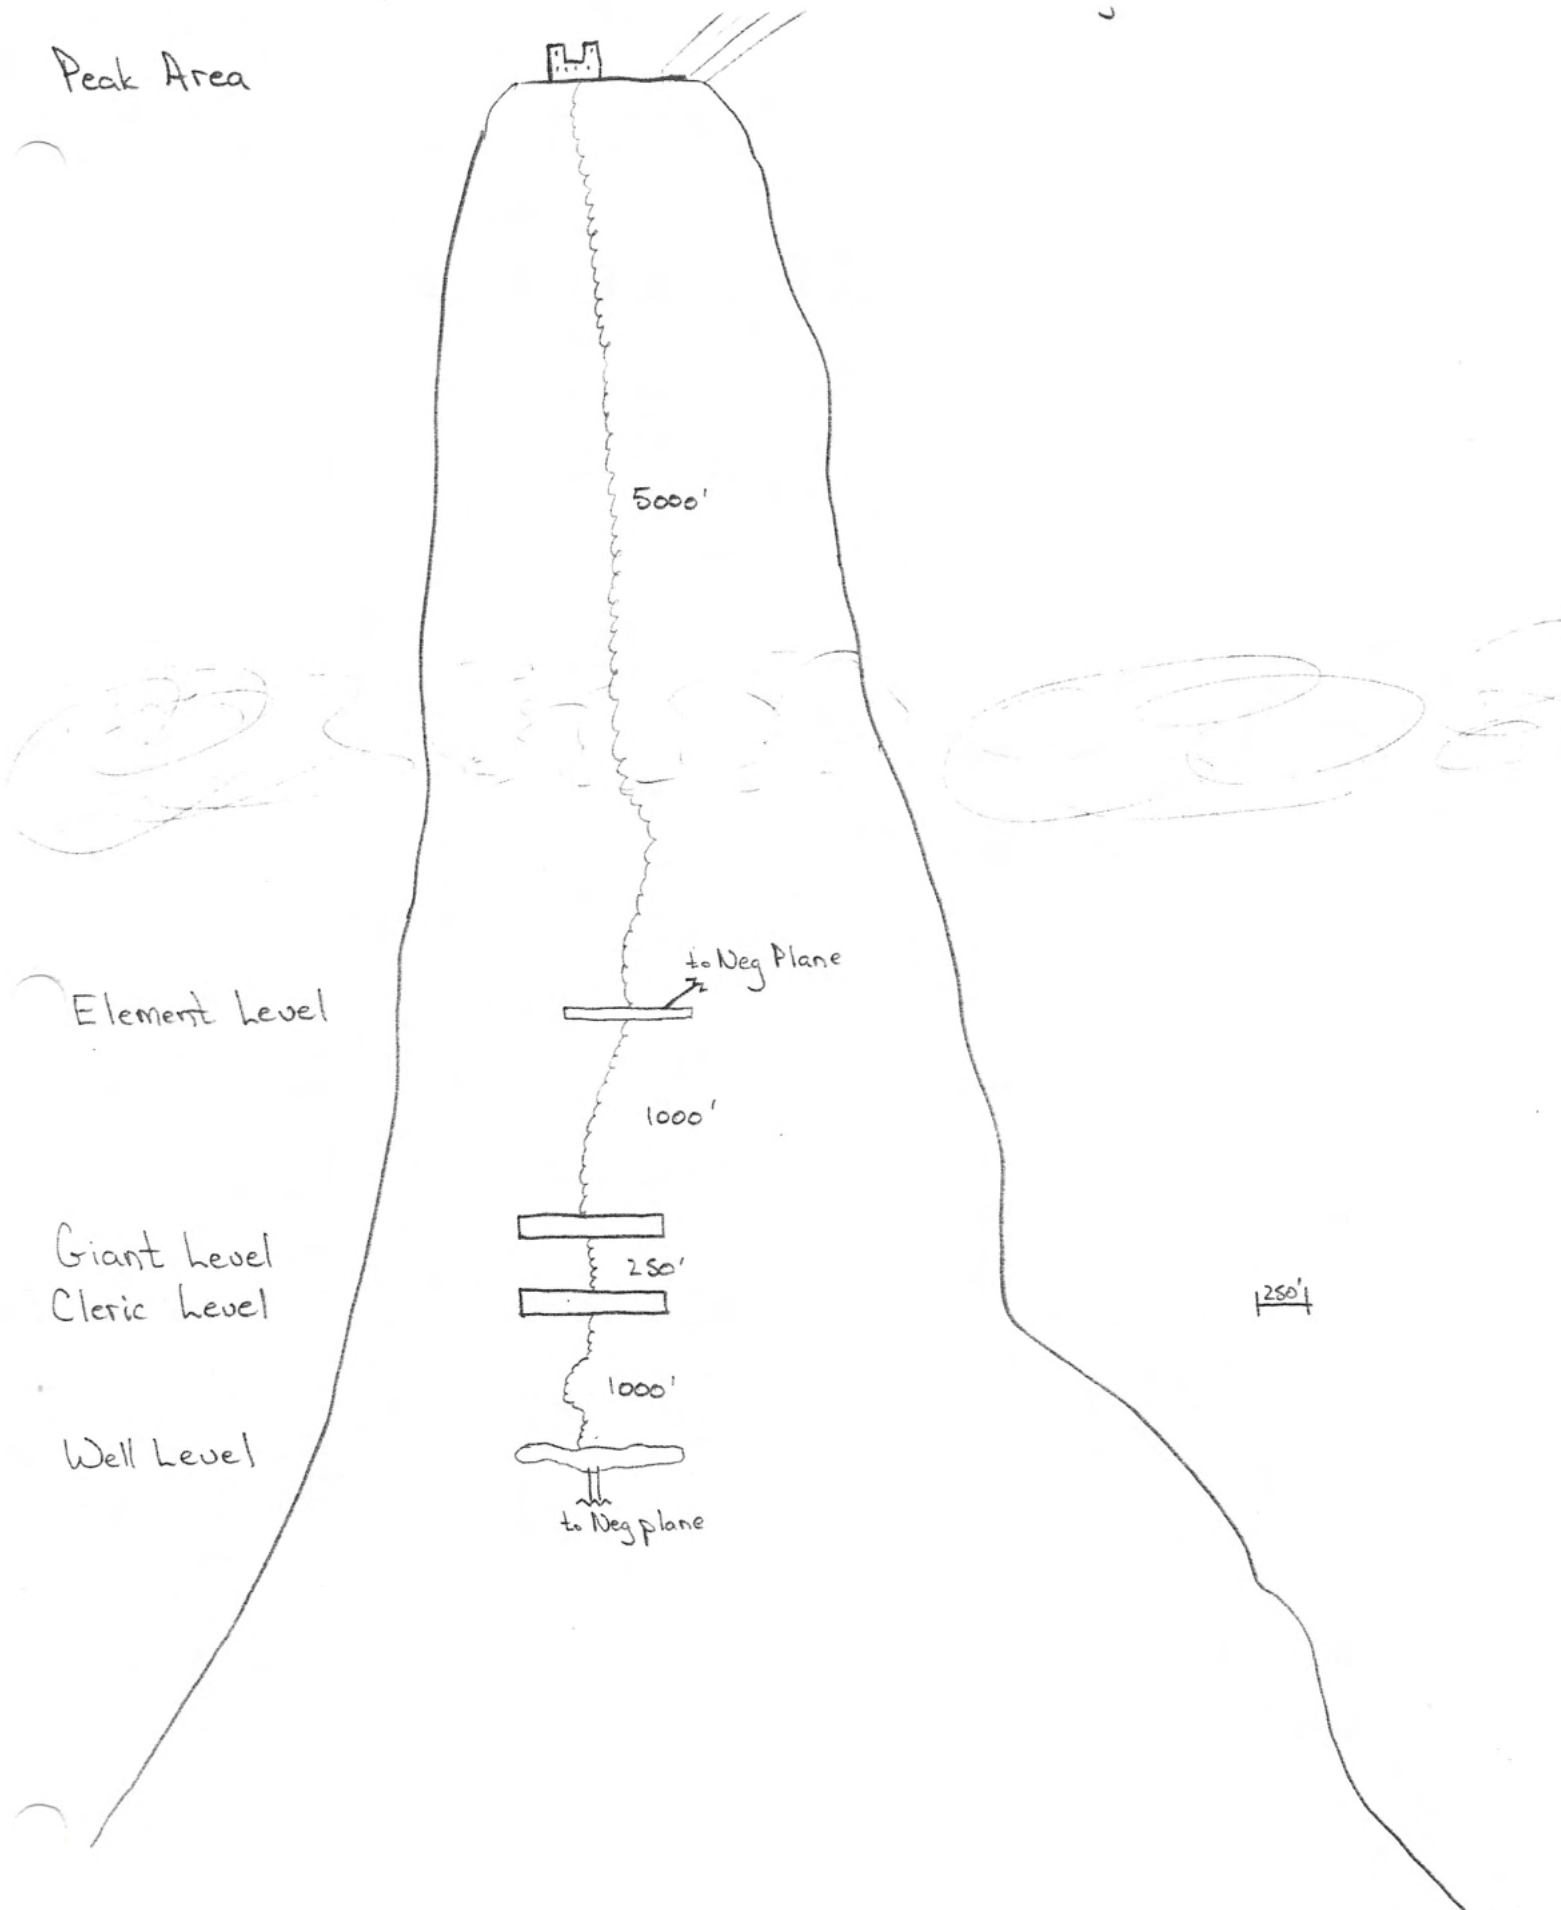 Peak Area
5000'
to Neg Plane
Element Level
1000'
Giant Level
250'
Cleric Level
250'
1000'
Well Level
to Neg plane